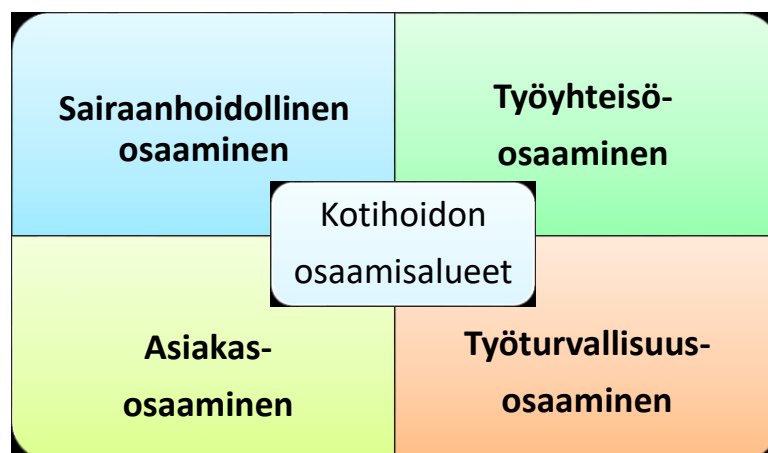 Sairaanhoidollinen
osaaminen
Työyhteisö-
osaaminen
Kotihoidon
osaamisalueet
Asiakas-
osaaminen
Työturvallisuus-
osaaminen